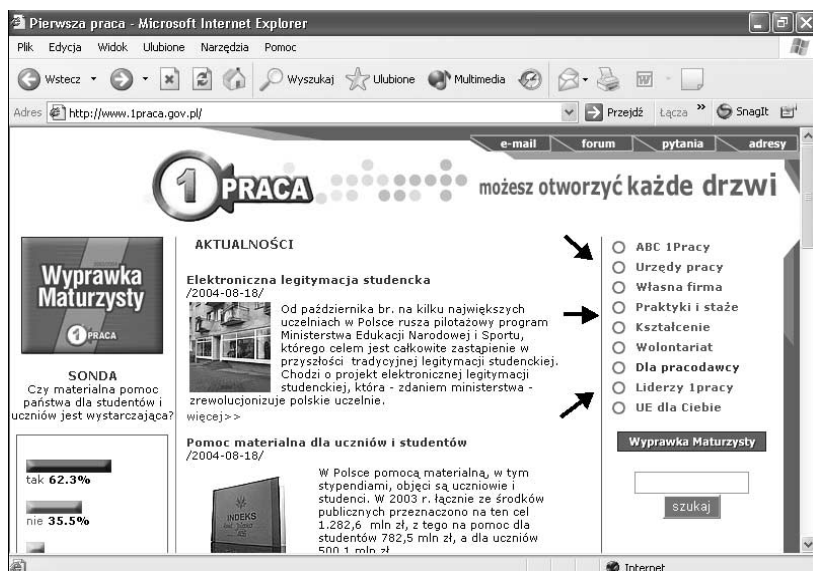 Pierwsza praca - Microsoft Internet Explorer
Plik Edycja Widok Ulubione Narzędzia Pomoc
Wstecz Wyszukaj Ulubione Multimedia
Adres http://www.1praca.gov.pl/ Przejdź Łącza » SnagIt
e-mail forum pytania adresy
1 PRACA możesz otworzyć każde drzwi
Wyprawka
Maturzysty
1 PRACA
SONDA
Czy materialna pomoc
państwa dla studentów i
uczniów jest wystarczająca?
tak 62.3%
nie 35.5%
AKTUALNOŚCI
Elektroniczna legitymacja studencka
/2004-08-18/
Od października br. na kilku największych
uczelniach w Polsce rusza pilotażowy program
Ministerstwa Edukacji Narodowej i Sportu,
którego celem jest całkowite zastąpienie w
przyszłości tradycyjnej legitymacji studenckiej.
Chodzi o projekt elektronicznej legitymacji
studenckiej, która - zdaniem ministerstwa -
zrewolucjonizuje polskie uczelnie.
więcej>>
Pomoc materialna dla uczniów i studentów
/2004-08-18/
INDEKS
W Polsce pomocą materialną, w tym
stypendiami, objęci są uczniowie i
studenci. W 2003 r. łącznie ze środków
publicznych przeznaczono na ten cel
1.282,6 mln zł, z tego na pomoc dla
studentów 782,5 mln zł, a dla uczniów
500,1 mln zł.
ABC 1Pracy
Urzędy pracy
Własna firma
Praktyki i staże
Kształcenie
Wolontariat
Dla pracodawcy
Liderzy 1pracy
UE dla Ciebie
Wyprawka Maturzysty
szukaj
Internet